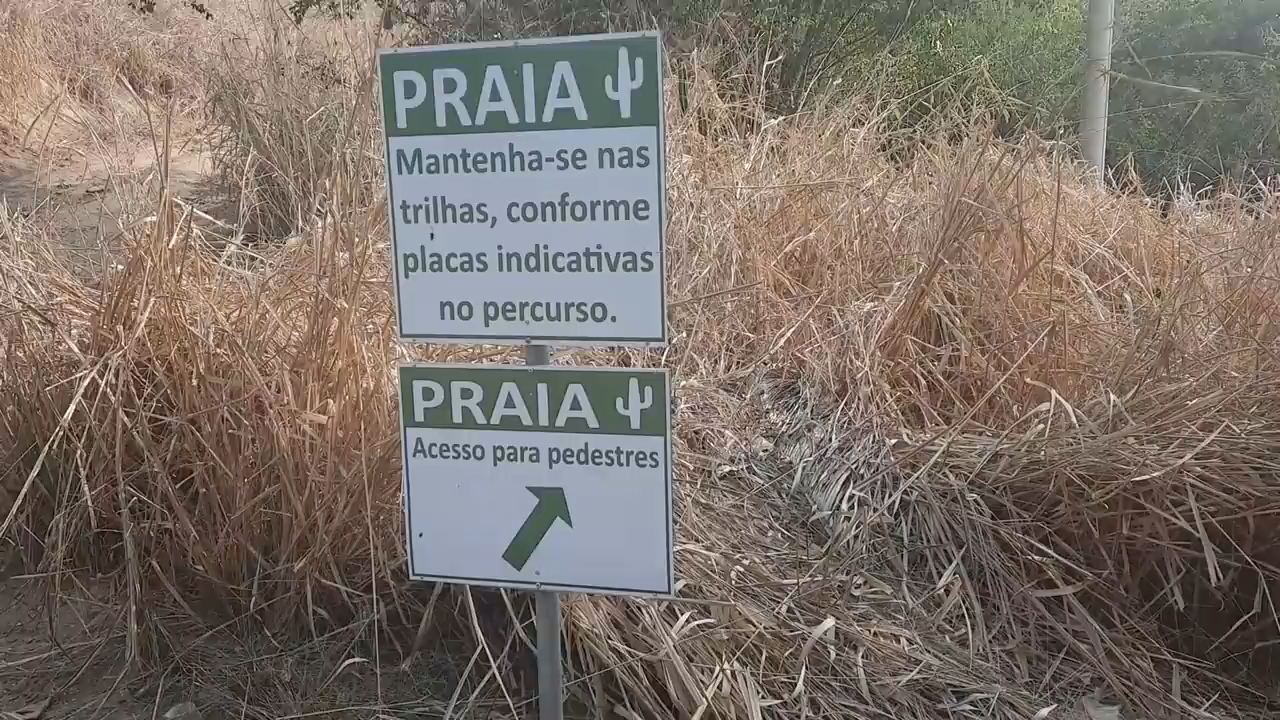 PRAIA
Mantenha-se nas
trilhas, conforme
placas indicativas
no percurso.
PRAIA
Acesso para pedestres